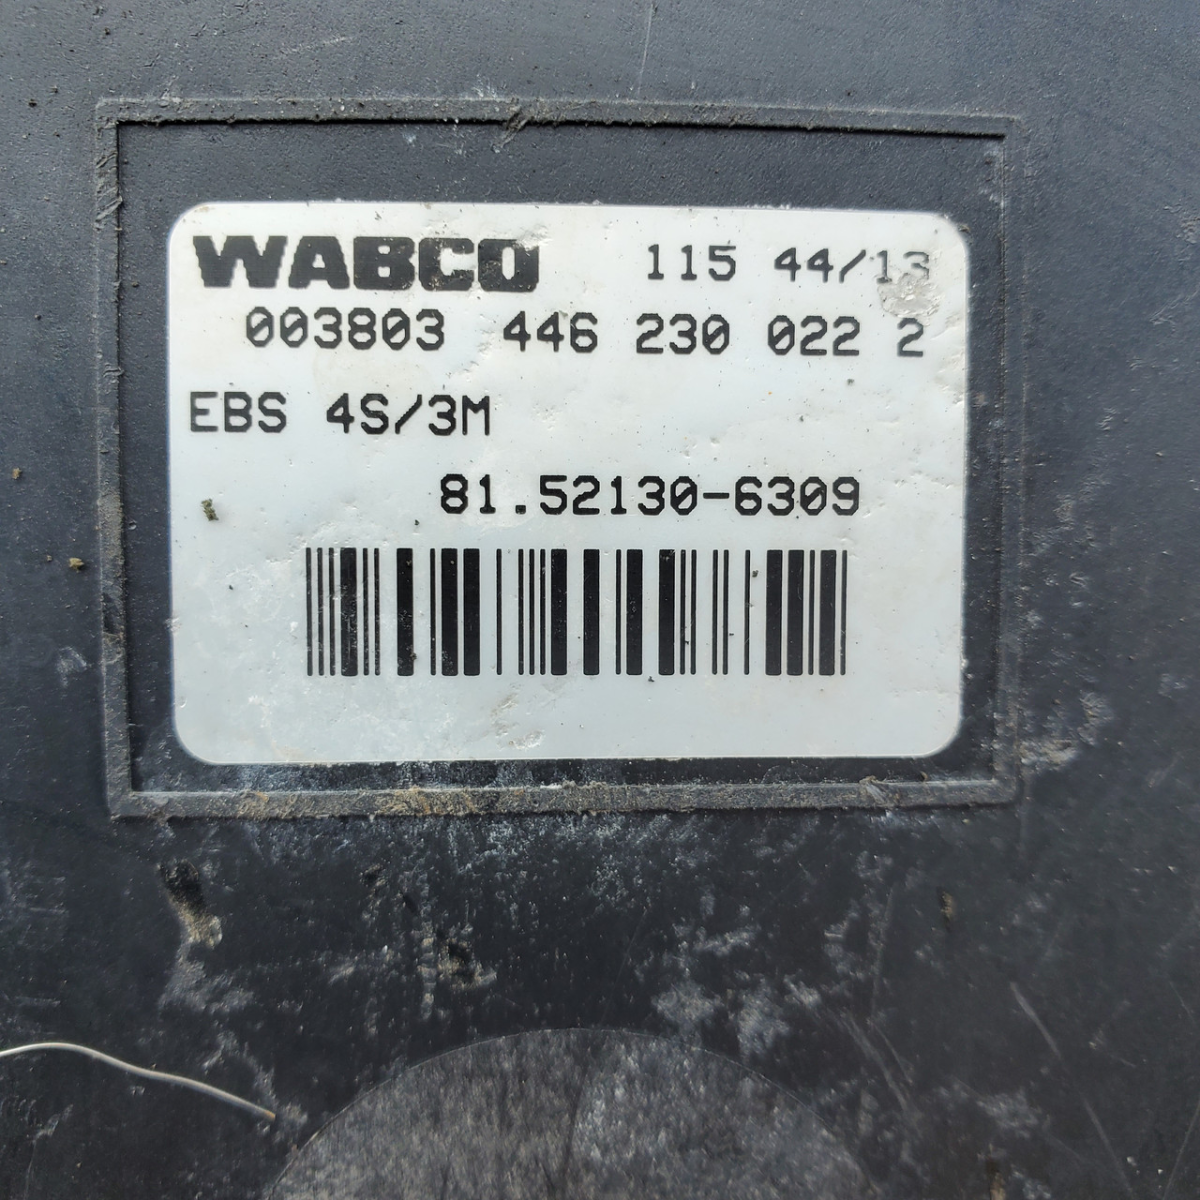 WABCO 115 44/13
003803 446 230 022 2
EBS 4S/3M
81.52130-6309